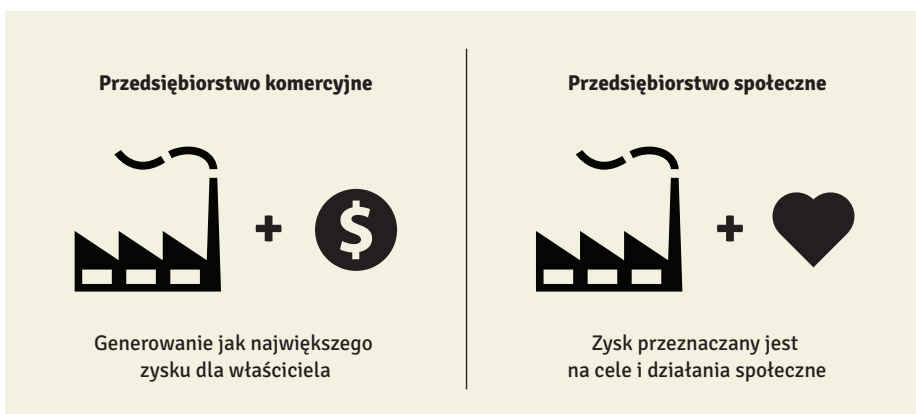 Przedsiębiorstwo komercyjne
+
$
Generowanie jak największego
zysku dla właściciela
Przedsiębiorstwo społeczne
+
Zysk przeznaczany jest
na cele i działania społeczne